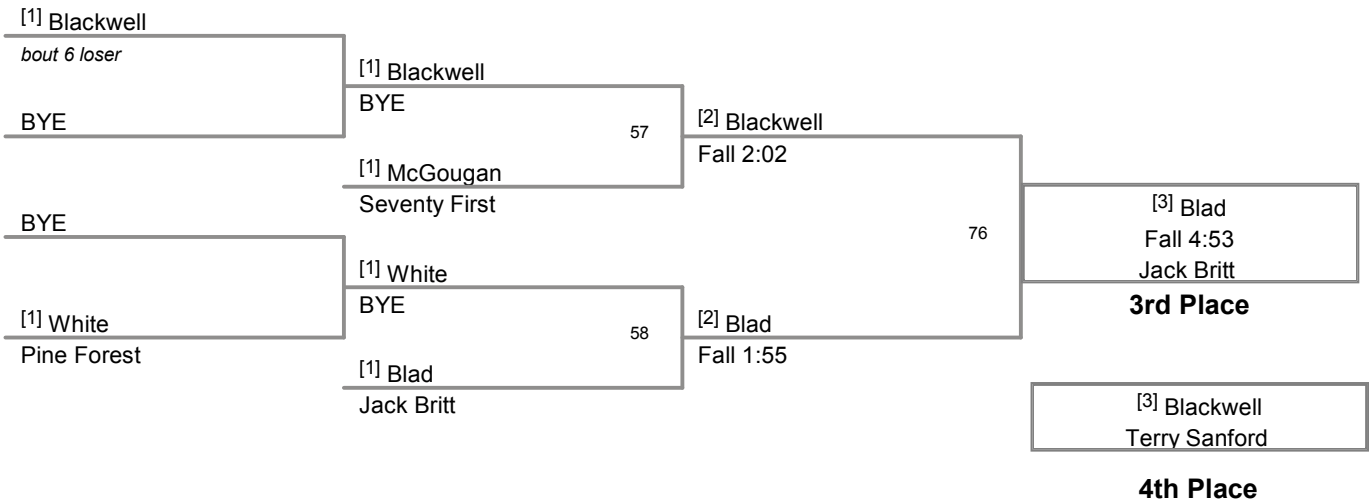 [1] Blackwell
bout 6 loser
BYE
BYE
[1] White
Pine Forest
[1] Blackwell
BYE
57
[1] McGougan
Seventy First
[1] White
BYE
58
[1] Blad
Jack Britt
[2] Blackwell
Fall 2:02
76
[2] Blad
Fall 1:55
[3] Blad
Fall 4:53
Jack Britt
3rd Place
[3] Blackwell
Terry Sanford
4th Place